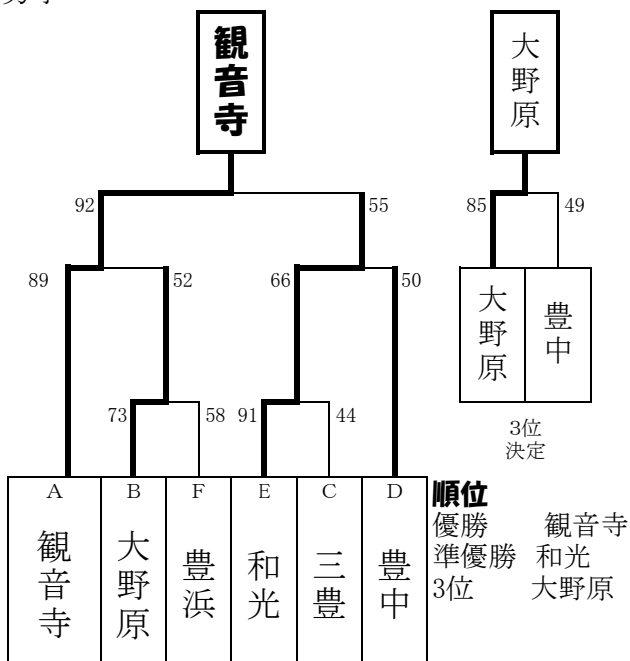 観音寺
大野原
92
55
85
49
89
52
66
50
大野原
豊中
73
58
91
44
3位
決定
A
B
F
E
C
D
観音寺
大野原
豊浜
和光
三豊
豊中
順位
優勝 観音寺
準優勝 和光
3位 大野原